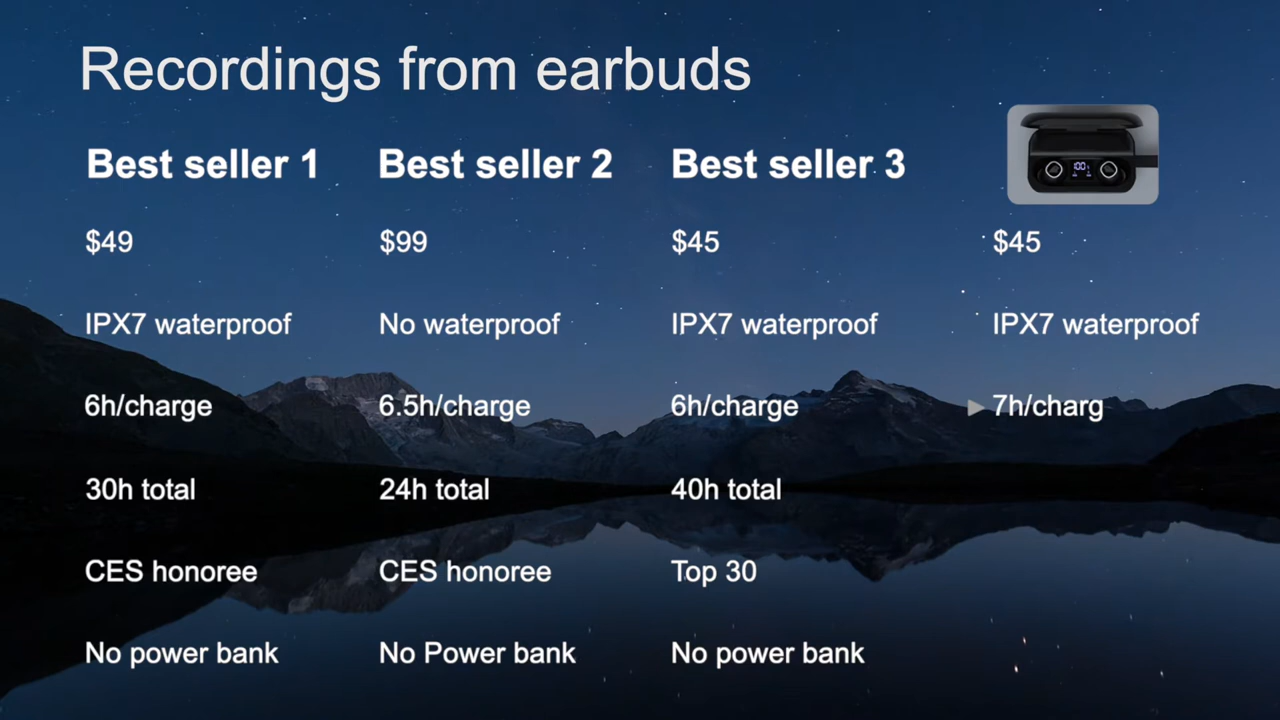 Recordings from earbuds
Best seller 1 Best seller 2 Best seller 3
100
$49 $99 $45 $45
IPX7 waterproof No waterproof IPX7 waterproof IPX7 waterproof
6h/charge 6.5h/charge 6h/charge 7h/charg
30h total 24h total 40h total
CES honoree CES honoree Top 30
No power bank No Power bank No power bank